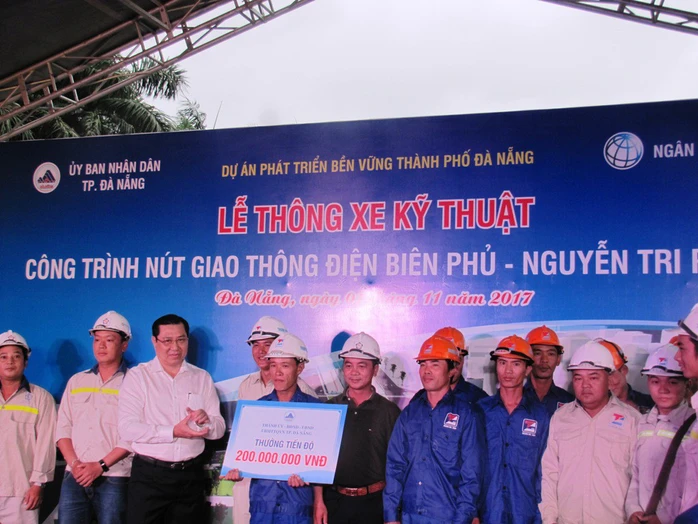 ỦY BAN NHÂN DÂN
TP. ĐÀ NẴNG
DỰ ÁN PHÁT TRIỂN BỀN VỮNG THÀNH PHỐ ĐÀ NẴNG
NGÂN
LỄ THÔNG XE KỸ THUẬT
CÔNG TRÌNH NÚT GIAO THÔNG ĐIỆN BIÊN PHỦ - NGUYỄN TRI
Đà Nẵng, ngày 11 năm 2017
THƯỞNG TIẾN ĐỘ
200.000.000 VNĐ